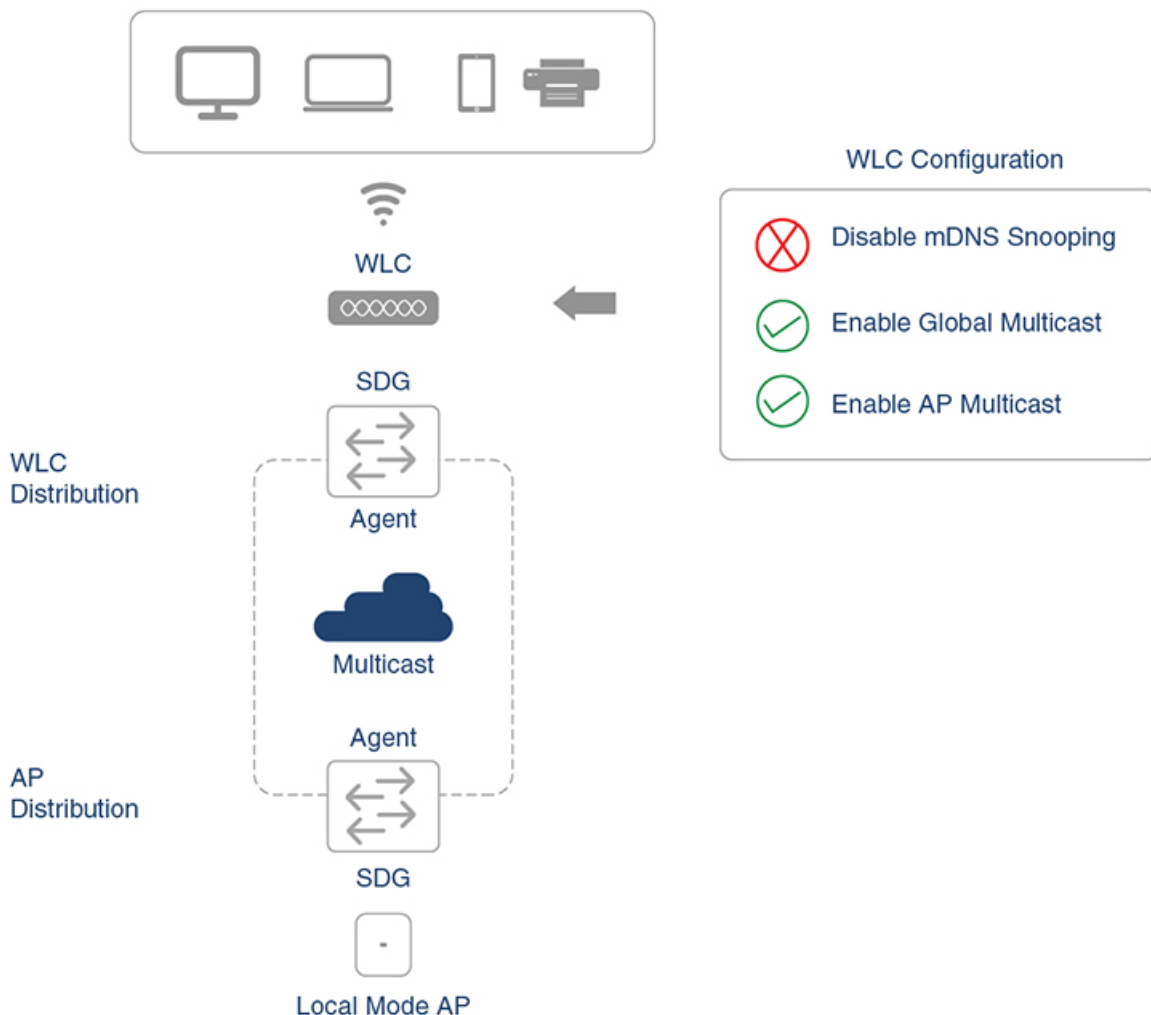 WLC Configuration
Disable mDNS Snooping
Enable Global Multicast
Enable AP Multicast
WLC
SDG
WLC
Distribution
Agent
Multicast
Agent
AP
Distribution
SDG
Local Mode AP